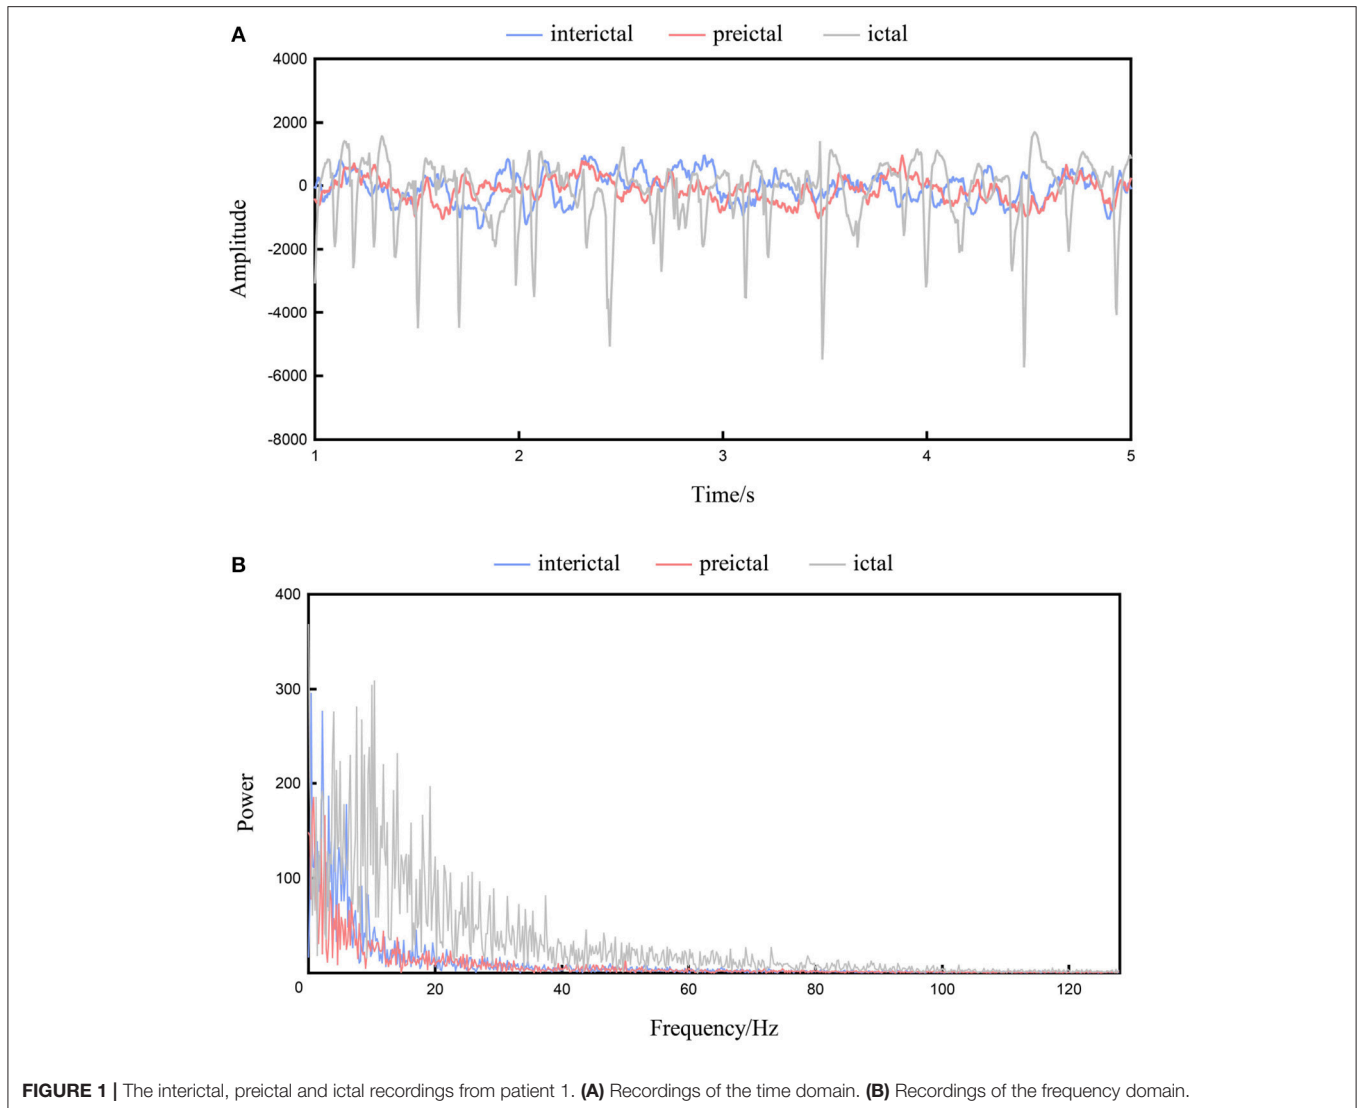 A
interictal preictal ictal
4000
2000
0
-2000
-4000
-6000
-8000
Amplitude
1 2 3 4 5
Time/s
B
interictal preictal ictal
400
300
200
100
Power
0 20 40 60 80 100 120
Frequency/Hz
FIGURE 1 | The interictal, preictal and ictal recordings from patient 1. (A) Recordings of the time domain. (B) Recordings of the frequency domain.